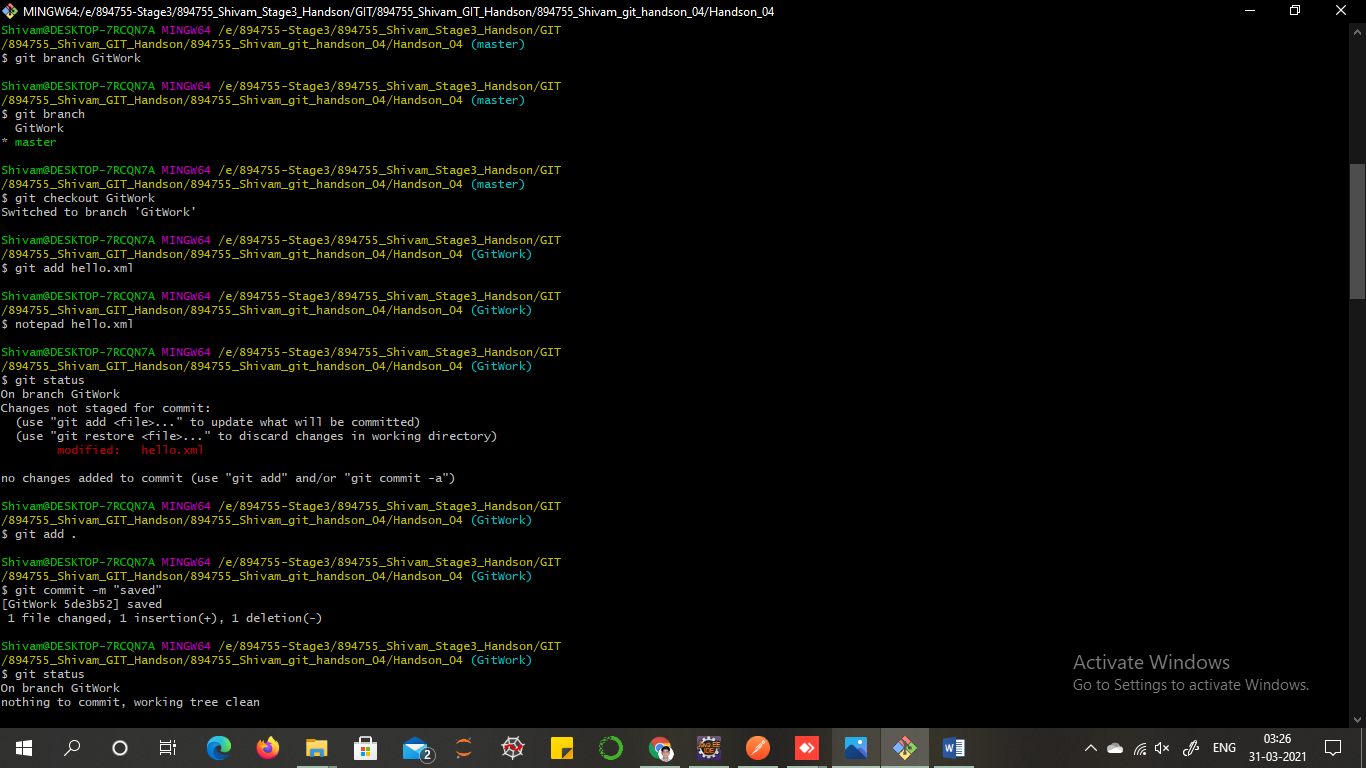 MINGW64:/e/894755-Stage3/894755_Shivam_Stage3_Handson/GIT/894755_Shivam_GIT_Handson/894755_Shivam_git_handson_04/Handson_04
Shivam@DESKTOP-7RCQN7A MINGW64 /e/894755-Stage3/894755_Shivam_Stage3_Handson/GIT
/894755_Shivam_GIT_Handson/894755_Shivam_git_handson_04/Handson_04 (master)
$ git branch GitWork
Shivam@DESKTOP-7RCQN7A MINGW64 /e/894755-Stage3/894755_Shivam_Stage3_Handson/GIT
/894755_Shivam_GIT_Handson/894755_Shivam_git_handson_04/Handson_04 (master)
$ git branch
GitWork
* master
Shivam@DESKTOP-7RCQN7A MINGW64 /e/894755-Stage3/894755_Shivam_Stage3_Handson/GIT
/894755_Shivam_GIT_Handson/894755_Shivam_git_handson_04/Handson_04 (master)
$ git checkout GitWork
Switched to branch 'GitWork'
Shivam@DESKTOP-7RCQN7A MINGW64 /e/894755-Stage3/894755_Shivam_Stage3_Handson/GIT
/894755_Shivam_GIT_Handson/894755_Shivam_git_handson_04/Handson_04 (GitWork)
$ git add hello.xml
Shivam@DESKTOP-7RCQN7A MINGW64 /e/894755-Stage3/894755_Shivam_Stage3_Handson/GIT
/894755_Shivam_GIT_Handson/894755_Shivam_git_handson_04/Handson_04 (GitWork)
$ notepad hello.xml
Shivam@DESKTOP-7RCQN7A MINGW64 /e/894755-Stage3/894755_Shivam_Stage3_Handson/GIT
/894755_Shivam_GIT_Handson/894755_Shivam_git_handson_04/Handson_04 (GitWork)
$ git status
On branch GitWork
Changes not staged for commit:
(use "git add <file>..." to update what will be committed)
(use "git restore <file>..." to discard changes in working directory)
modified:   hello.xml
no changes added to commit (use "git add" and/or "git commit -a")
Shivam@DESKTOP-7RCQN7A MINGW64 /e/894755-Stage3/894755_Shivam_Stage3_Handson/GIT
/894755_Shivam_GIT_Handson/894755_Shivam_git_handson_04/Handson_04 (GitWork)
$ git add .
Shivam@DESKTOP-7RCQN7A MINGW64 /e/894755-Stage3/894755_Shivam_Stage3_Handson/GIT
/894755_Shivam_GIT_Handson/894755_Shivam_git_handson_04/Handson_04 (GitWork)
$ git commit -m "saved"
[GitWork 5de3b52] saved
1 file changed, 1 insertion(+), 1 deletion(-)
Shivam@DESKTOP-7RCQN7A MINGW64 /e/894755-Stage3/894755_Shivam_Stage3_Handson/GIT
/894755_Shivam_GIT_Handson/894755_Shivam_git_handson_04/Handson_04 (GitWork)
$ git status
On branch GitWork
nothing to commit, working tree clean
Activate Windows
Go to Settings to activate Windows.
2
Java EE
IDE
ENG
03:26
31-03-2021